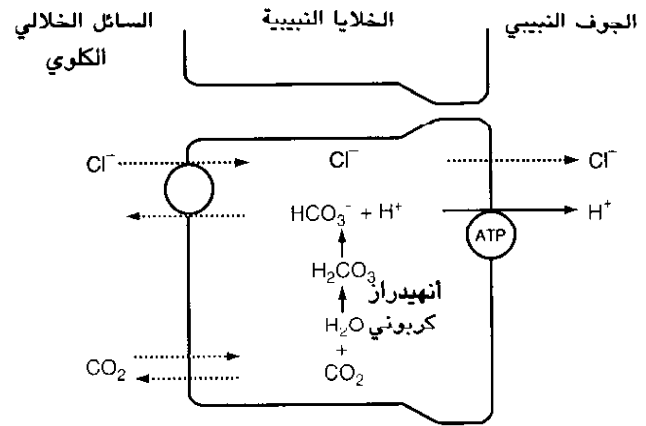 الجوف النبيبي
الخلايا النبيبية
السائل الخلالي
الكلوي
Cl⁻
Cl⁻
Cl⁻
HCO₃⁻ + H⁺
H⁺
ATP
H₂CO₃
أنهيدراز
كربوني
H₂O
+
CO₂
CO₂